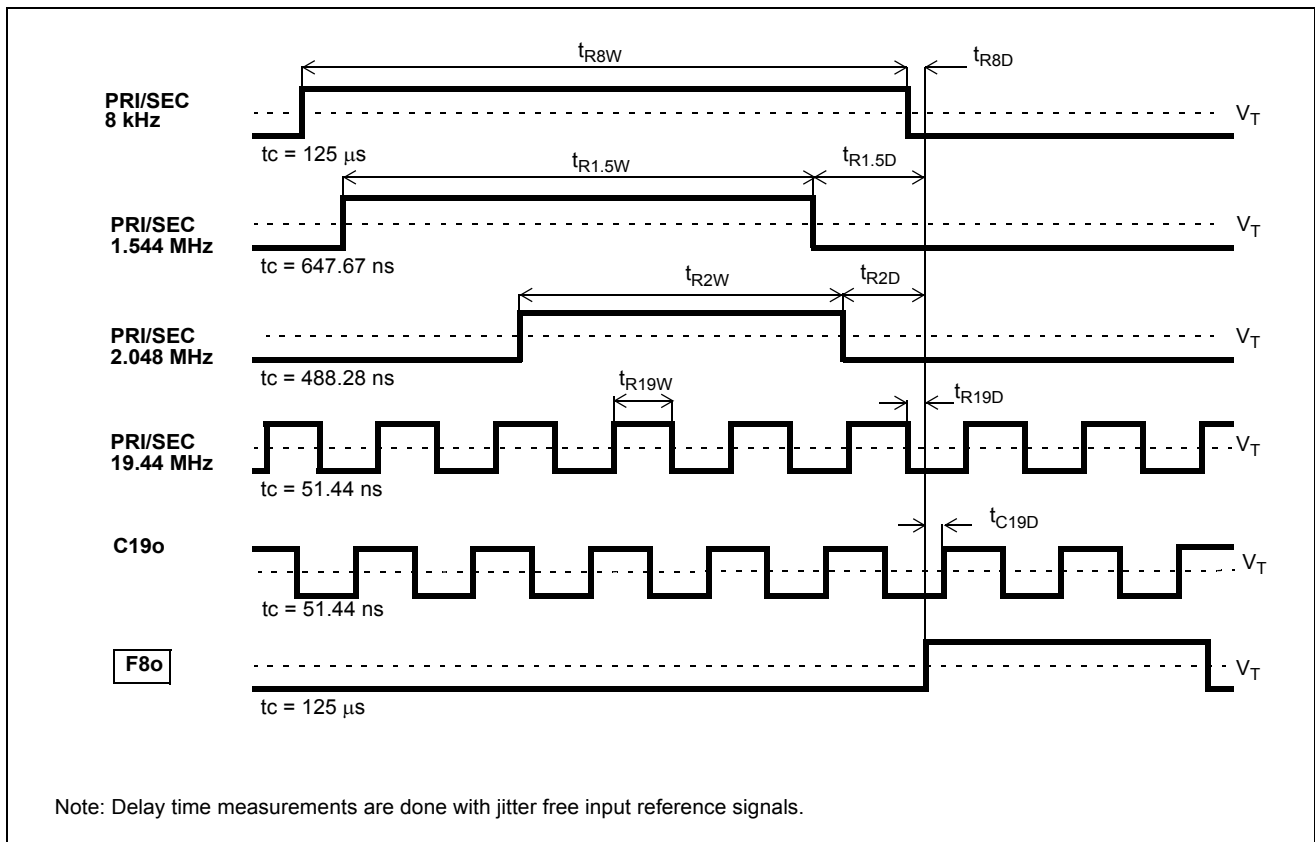 tR8W
tR8D
PRI/SEC
8 kHz
VT
tc = 125 μs
tR1.5W
tR1.5D
PRI/SEC
1.544 MHz
VT
tc = 647.67 ns
tR2W
tR2D
PRI/SEC
2.048 MHz
VT
tc = 488.28 ns
tR19W
tR19D
PRI/SEC
19.44 MHz
VT
tc = 51.44 ns
tC19D
C19o
VT
tc = 51.44 ns
F8o
VT
tc = 125 μs
Note: Delay time measurements are done with jitter free input reference signals.